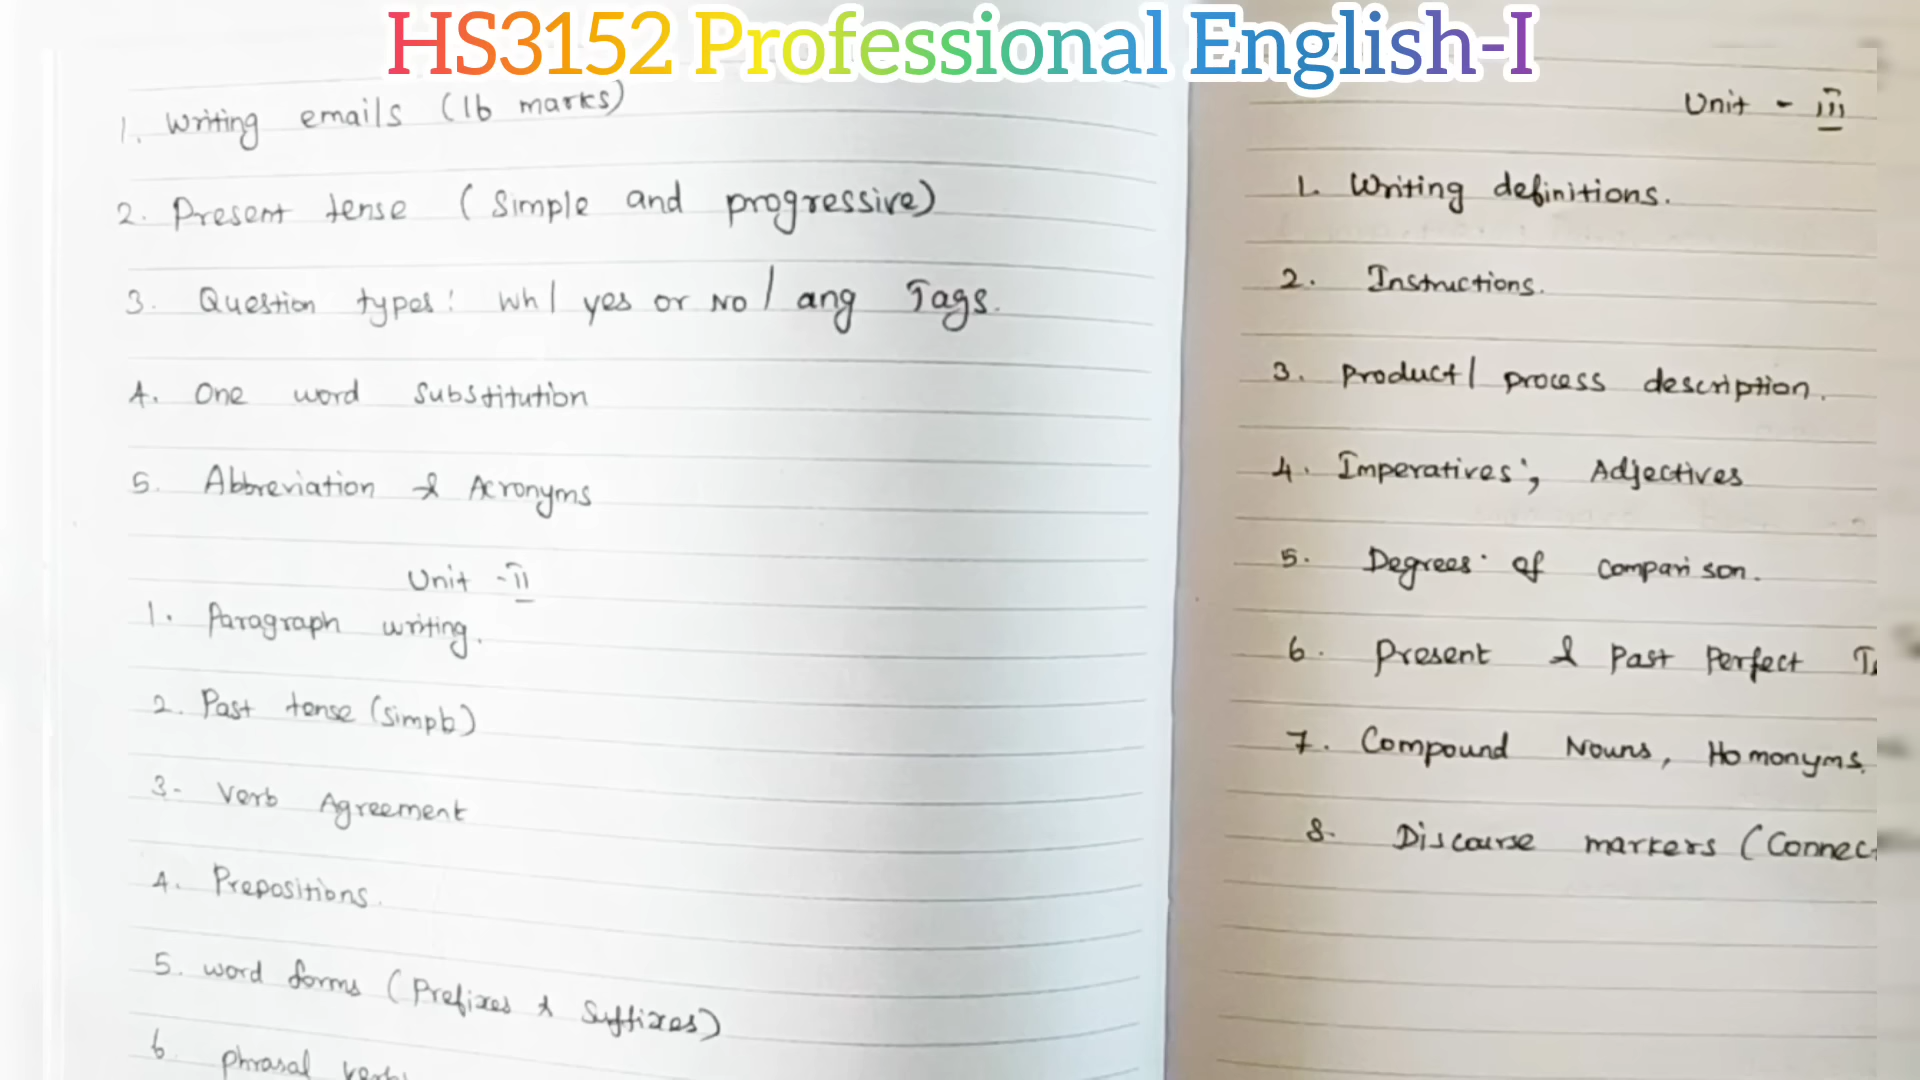 HS3152 Professional English-I
1. Writing emails (16 marks)
2. Present tense (Simple and progressive)
3. Question types: Wh/ yes or No/ ang Tags.
4. One word Substitution
5. Abbreviation & Acronyms
Unit - II
1. Paragraph writing.
2. Past tense (simple)
3. Verb Agreement
4. Prepositions.
5. word forms (Prefixes & Suffixes)
6. phrasal verbs
Unit - III
1. Writing definitions.
2. Instructions.
3. Product/ process description.
4. Imperatives; Adjectives
5. Degrees of comparison.
6. Present & Past Perfect
7. Compound Nouns, Homonyms.
8. Discourse markers (Connect